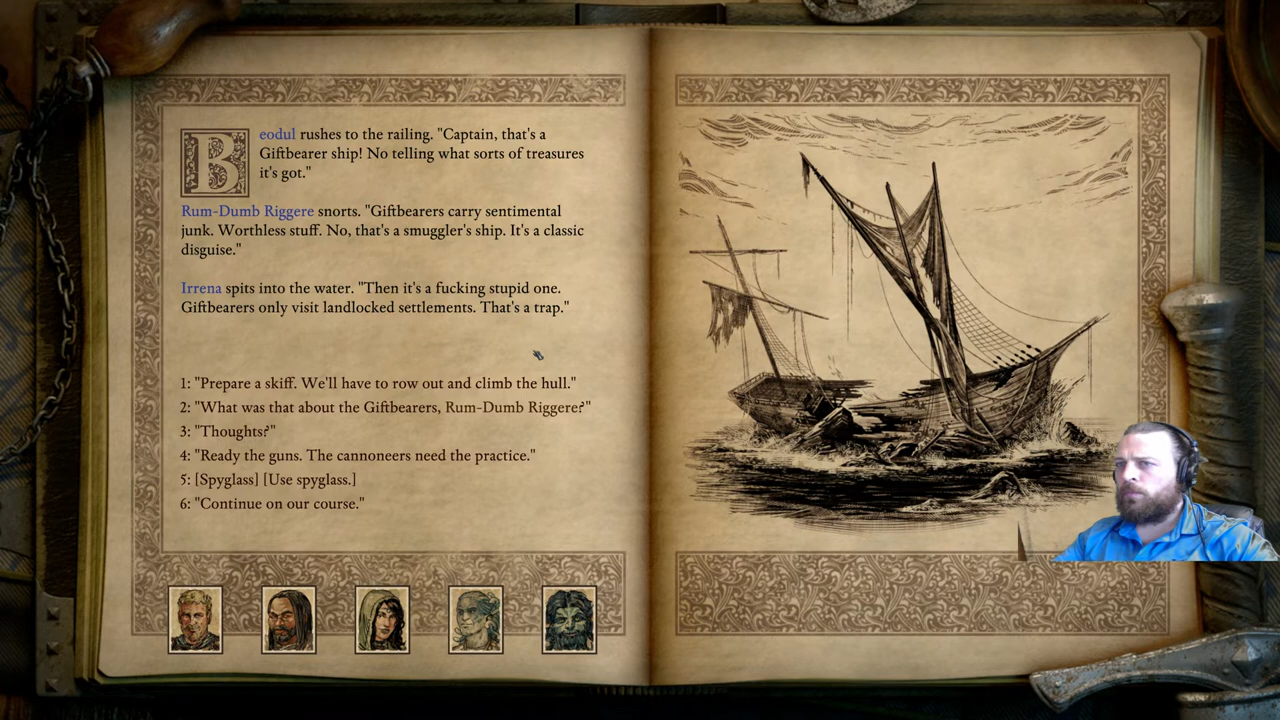 Beodul rushes to the railing. "Captain, that's a
Giftbearer ship! No telling what sorts of treasures
it's got."
Rum-Dumb Riggere snorts. "Giftbearers carry sentimental
junk. Worthless stuff. No, that's a smuggler's ship. It's a classic
disguise."
Irrena spits into the water. "Then it's a fucking stupid one.
Giftbearers only visit landlocked settlements. That's a trap."
1: "Prepare a skiff. We'll have to row out and climb the hull."
2: "What was that about the Giftbearers, Rum-Dumb Riggere?"
3: "Thoughts?"
4: "Ready the guns. The cannoneers need the practice."
5: [Spyglass] [Use spyglass.]
6: "Continue on our course."